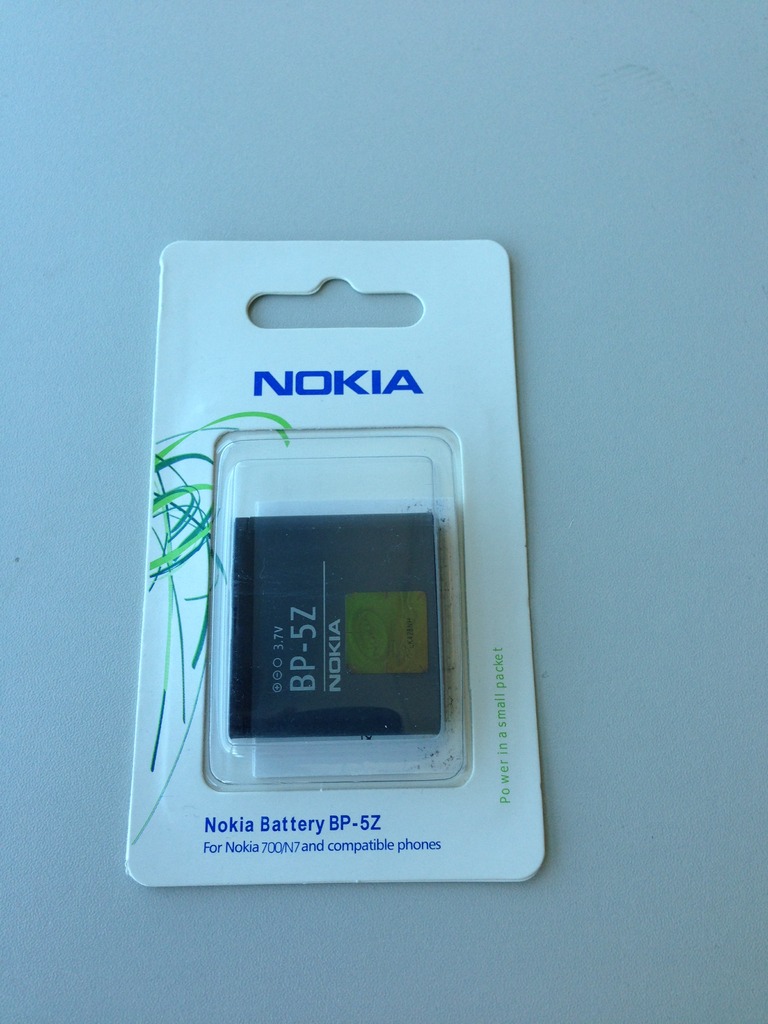 NOKIA
⊕⊖○ 3.7V
BP-5Z
NOKIA
Power in a small packet
Nokia Battery BP-5Z
For Nokia 700/N7 and compatible phones